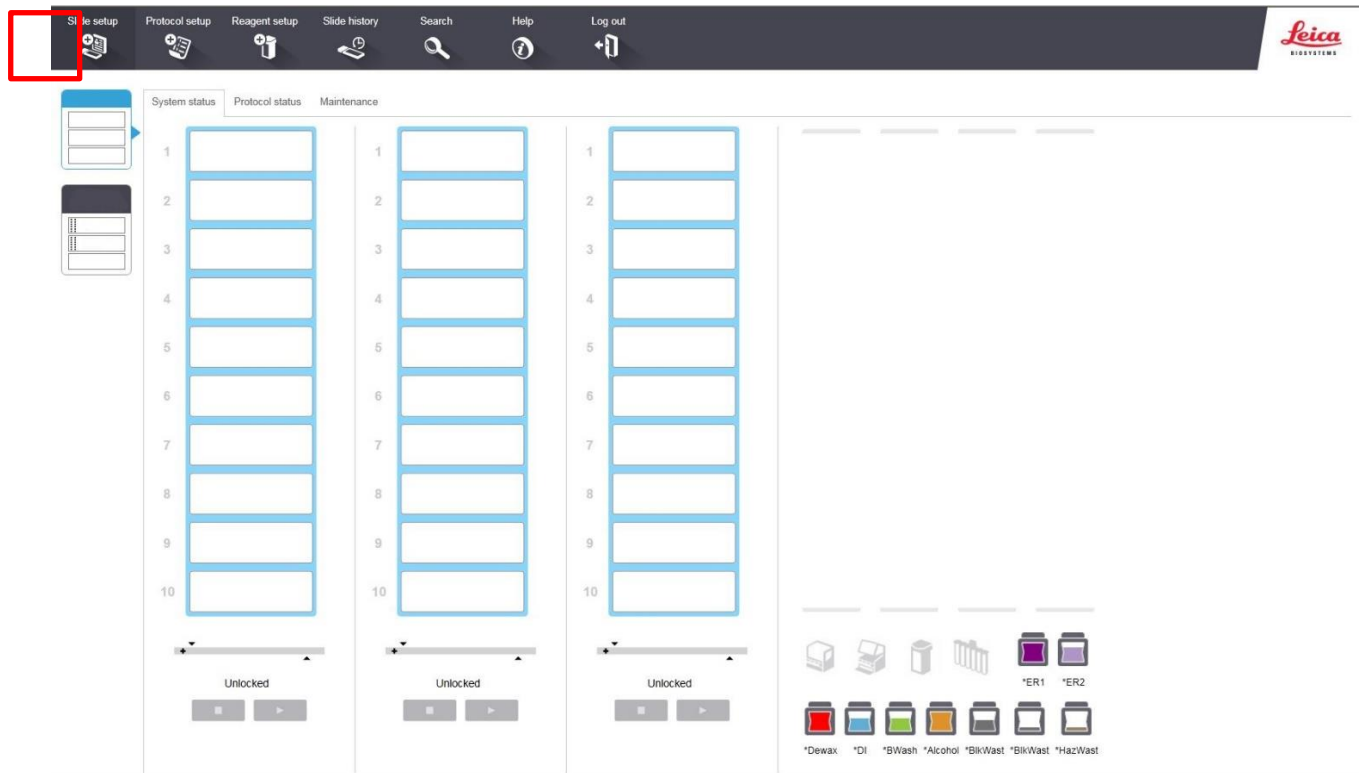 Slide setup Protocol setup Reagent setup Slide history Search Help Log out
Leica
BIOSYSTEMS
System status Protocol status Maintenance
1 1 1
2 2 2
3 3 3
4 4 4
5 5 5
6 6 6
7 7 7
8 8 8
9 9 9
10 10 10
Unlocked Unlocked Unlocked
*ER1 *ER2
*Dewax *DI *BWash *Alcohol *BlkWast *BlkWast *HazWast